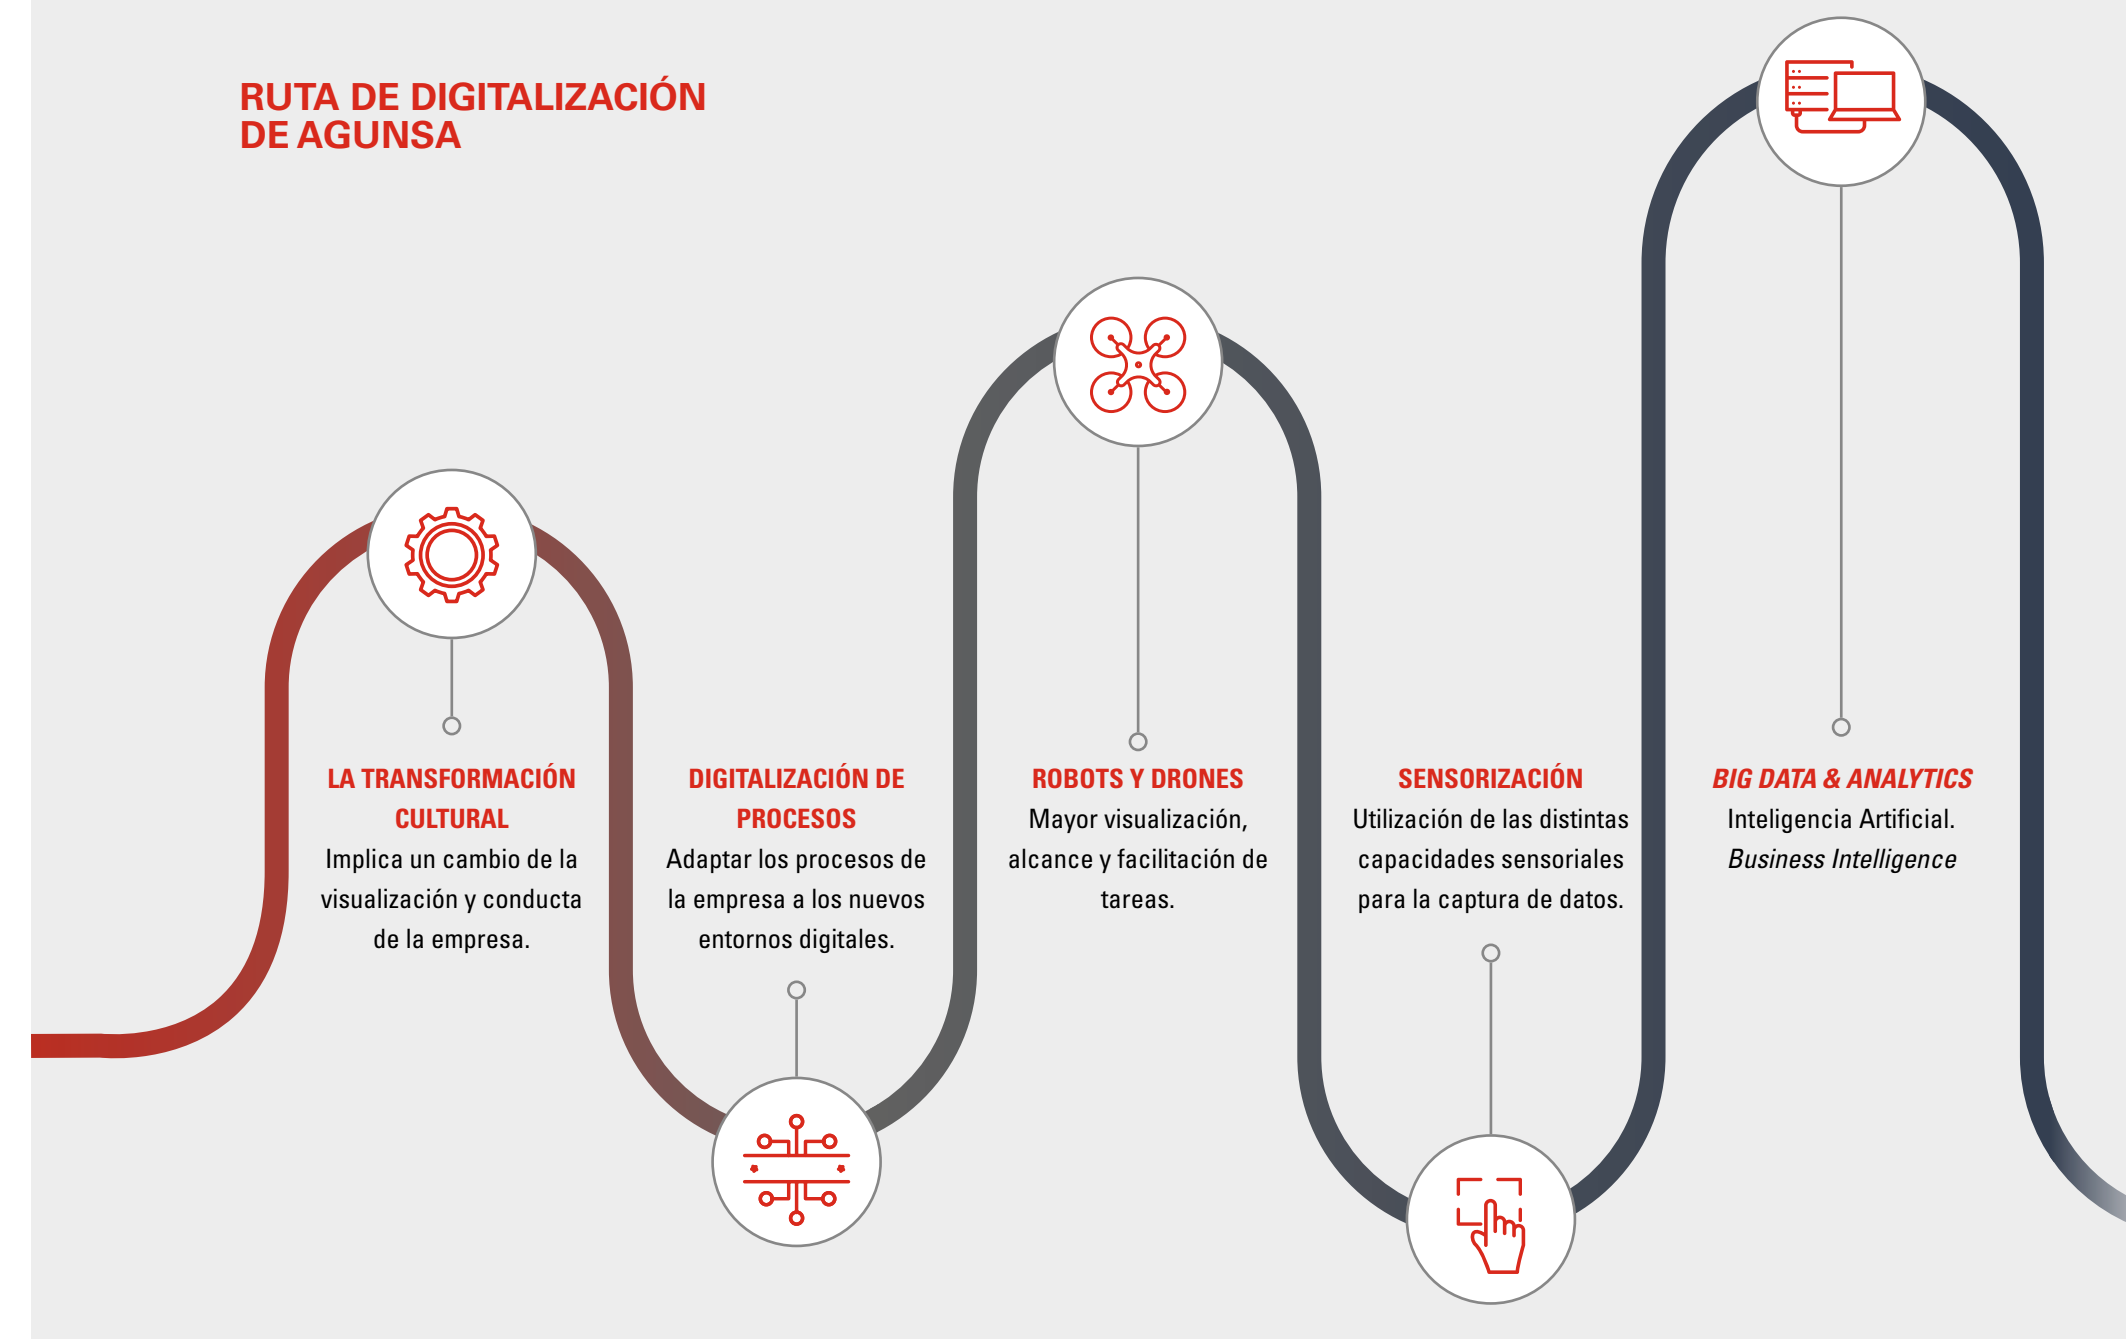 RUTA DE DIGITALIZACIÓN
DE AGUNSA
LA TRANSFORMACIÓN
CULTURAL
Implica un cambio de la
visualización y conducta
de la empresa.
DIGITALIZACIÓN DE
PROCESOS
Adaptar los procesos de
la empresa a los nuevos
entornos digitales.
ROBOTS Y DRONES
Mayor visualización,
alcance y facilitación de
tareas.
SENSORIZACIÓN
Utilización de las distintas
capacidades sensoriales
para la captura de datos.
BIG DATA & ANALYTICS
Inteligencia Artificial.
Business Intelligence